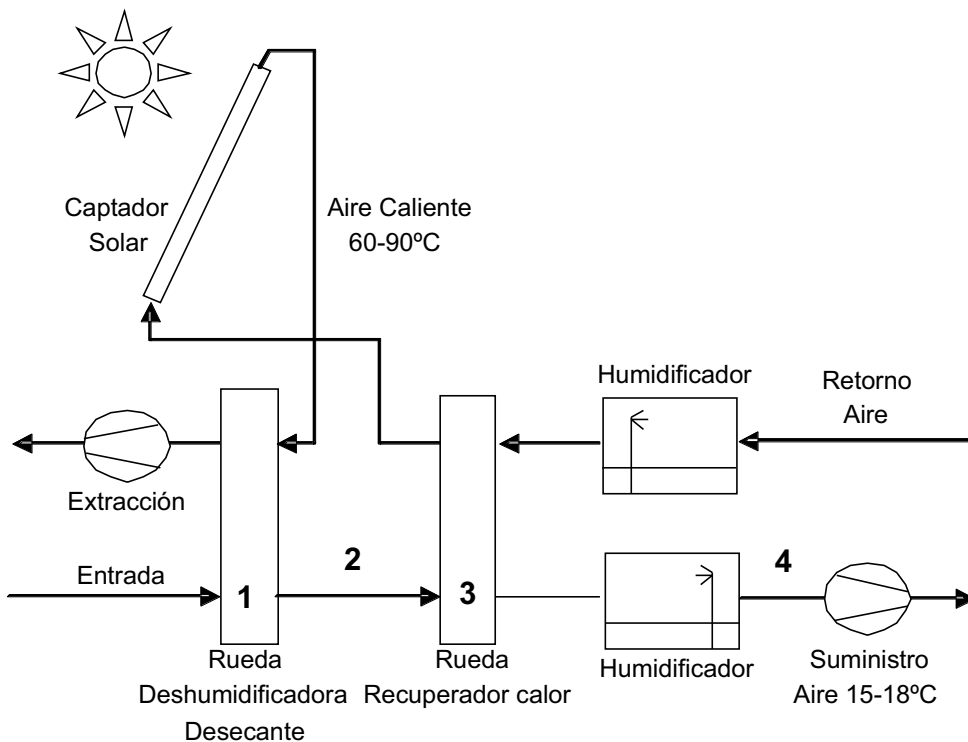 Captador
Solar
Aire Caliente
60-90ºC
Humidificador
Retorno
Aire
Extracción
Entrada
1
2
3
4
Rueda
Deshumidificadora
Desecante
Rueda
Recuperador calor
Humidificador
Suministro
Aire 15-18ºC